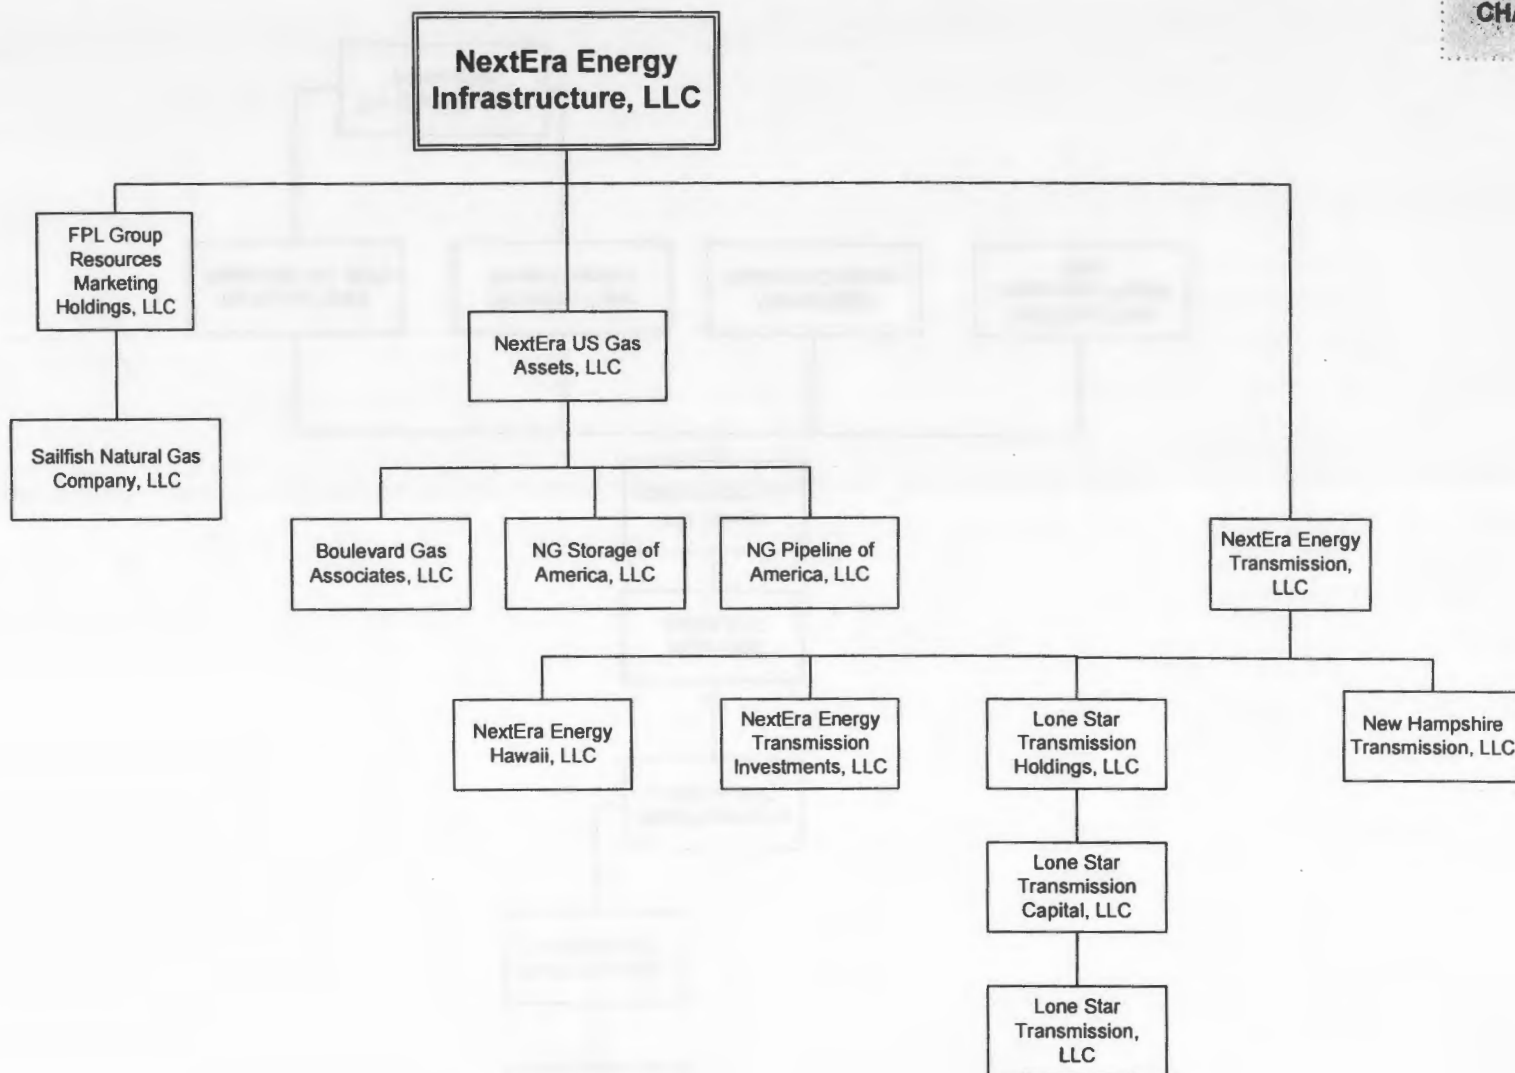 CHA
NextEra Energy
Infrastructure, LLC
FPL Group
Resources
Marketing
Holdings, LLC
NextEra US Gas
Assets, LLC
Sailfish Natural Gas
Company, LLC
Boulevard Gas
Associates, LLC
NG Storage of
America, LLC
NG Pipeline of
America, LLC
NextEra Energy
Transmission,
LLC
NextEra Energy
Hawaii, LLC
NextEra Energy
Transmission
Investments, LLC
Lone Star
Transmission
Holdings, LLC
New Hampshire
Transmission, LLC
Lone Star
Transmission
Capital, LLC
Lone Star
Transmission,
LLC